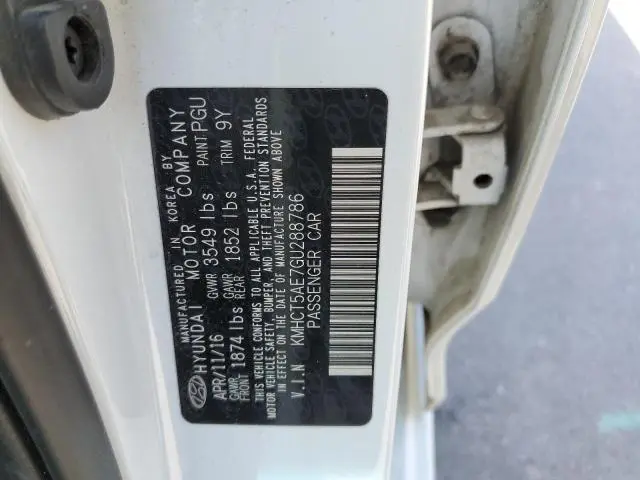 MANUFACTURED IN KOREA BY
HYUNDAI MOTOR COMPANY
APR/11/16 GVWR 3549 lbs PAINT PGU
GAWR FRONT 1874 lbs GAWR REAR 1852 lbs TRIM 9Y
THIS VEHICLE CONFORMS TO ALL APPLICABLE U.S.A. FEDERAL
MOTOR VEHICLE SAFETY, BUMPER, AND THEFT PREVENTION STANDARDS
IN EFFECT ON THE DATE OF MANUFACTURE SHOWN ABOVE
V.I.N KMHCT5AE7GU288786
PASSENGER CAR